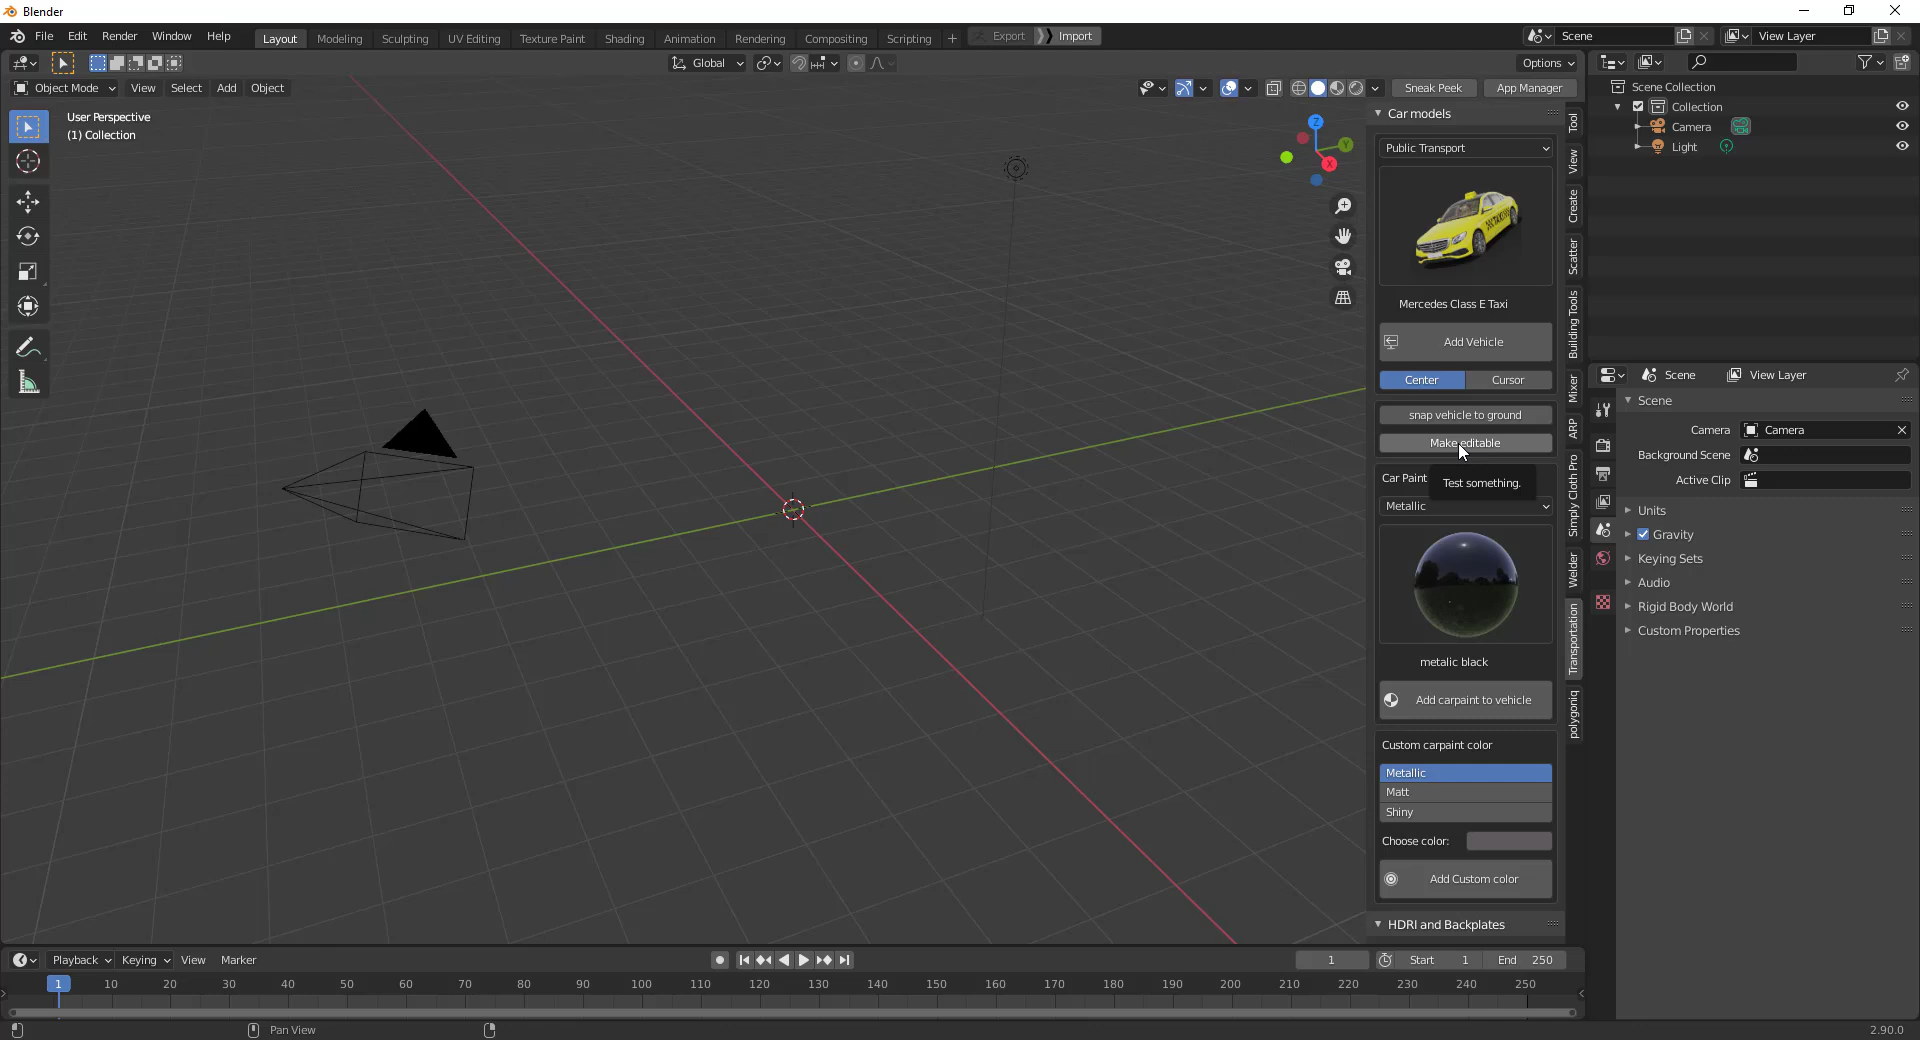 Blender
File Edit Render Window Help Layout Modeling Sculpting UV Editing Texture Paint Shading Animation Rendering Compositing Scripting + Export Import Scene View Layer
Global Options
Object Mode View Select Add Object Sneak Peek App Manager
User Perspective
(1) Collection
Z
Y
X
Car models
Public Transport
Mercedes Class E Taxi
Add Vehicle
Center Cursor
snap vehicle to ground
Make editable
Test something.
Car Paint
Metallic
metalic black
Add carpaint to vehicle
Custom carpaint color
Metallic
Matt
Shiny
Choose color:
Add Custom color
HDRI and Backplates
Tool
View
Create
Scatter
Building Tools
Mixer
ARP
Simply Cloth Pro
Welder
Transportation
polygoniq
Scene Collection
Collection
Camera
Light
Scene View Layer
Scene
Camera Camera
Background Scene
Active Clip
Units
Gravity
Keying Sets
Audio
Rigid Body World
Custom Properties
Playback Keying View Marker 1 Start 1 End 250
1 10 20 30 40 50 60 70 80 90 100 110 120 130 140 150 160 170 180 190 200 210 220 230 240 250
Pan View 2.90.0